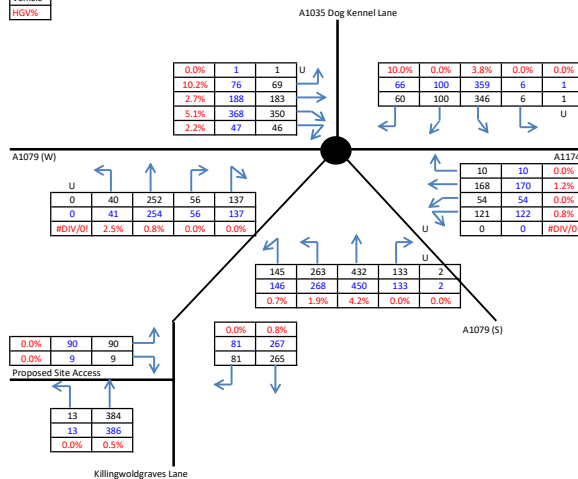 HGV%
A1035 Dog Kennel Lane
0.0% 1 1 U
10.2% 76 69
2.7% 188 183
5.1% 368 350
2.2% 47 46
10.0% 0.0% 3.8% 0.0% 0.0%
66 100 359 6 1
60 100 346 6 1
U
A1079 (W)
A1174
U
0 40 252 56 137
0 41 254 56 137
#DIV/0! 2.5% 0.8% 0.0% 0.0%
10 10 0.0%
168 170 1.2%
54 54 0.0%
121 122 0.8%
0 0 #DIV/0
U
U
145 263 432 133 2
146 268 450 133 2
0.7% 1.9% 4.2% 0.0% 0.0%
A1079 (S)
0.0% 90 90
0.0% 9 9
Proposed Site Access
0.0% 0.8%
81 267
81 265
13 384
13 386
0.0% 0.5%
Killingwoldgraves Lane